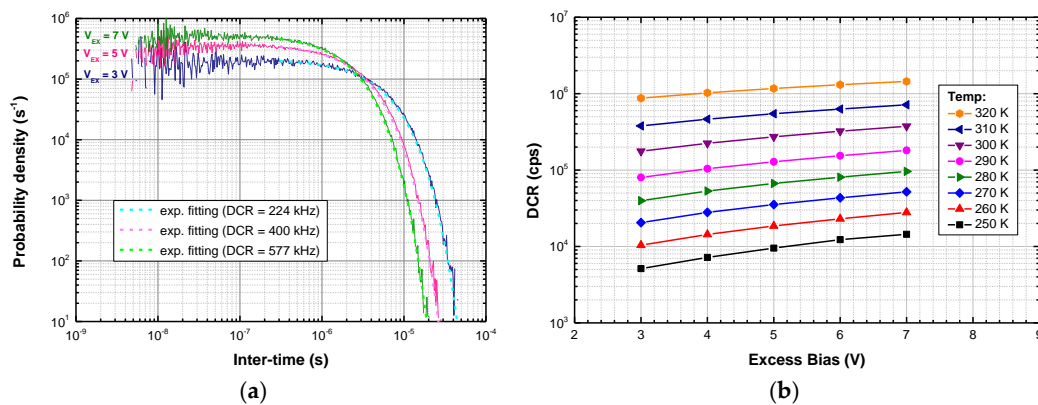 V_EX = 7 V
V_EX = 5 V
V_EX = 3 V
10^6
10^5
10^4
10^3
10^2
10^1
Probability density (s^-1)
exp. fitting (DCR = 224 kHz)
exp. fitting (DCR = 400 kHz)
exp. fitting (DCR = 577 kHz)
10^-9 10^-8 10^-7 10^-6 10^-5 10^-4
Inter-time (s)
(a)
10^7
10^6
10^5
10^4
10^3
DCR (cps)
Temp:
320 K
310 K
300 K
290 K
280 K
270 K
260 K
250 K
2 3 4 5 6 7 8 9
Excess Bias (V)
(b)